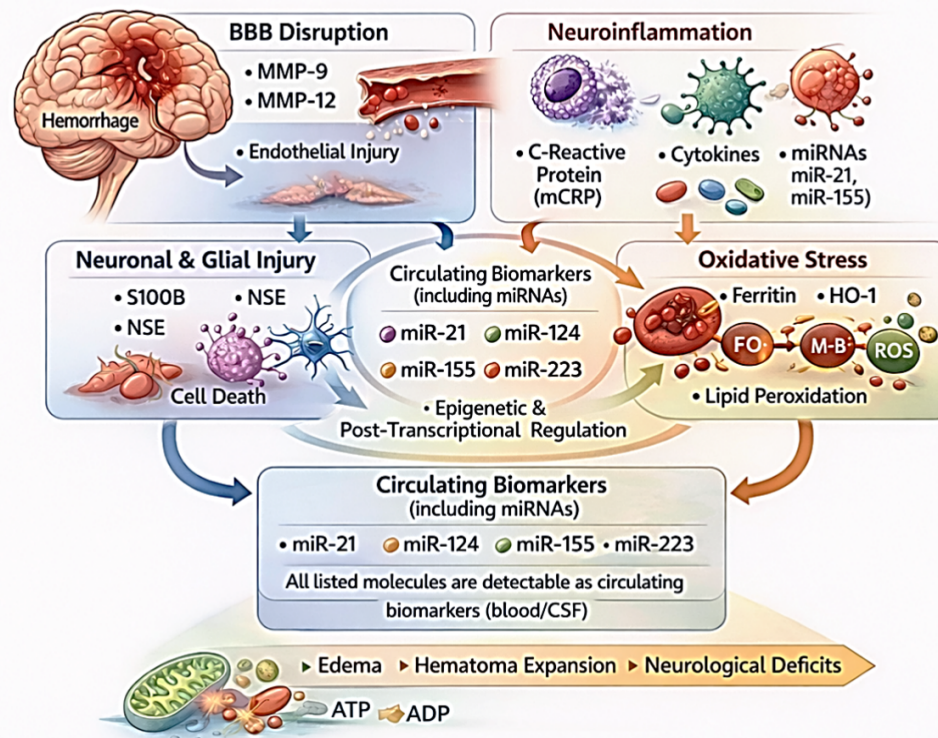 BBB Disruption
• MMP-9
• MMP-12
Hemorrhage
• Endothelial Injury
Neuroinflammation
• C-Reactive
Protein
(mCRP)
• Cytokines
• miRNAs
miR-21,
miR-155)
Neuronal & Glial Injury
• S100B • NSE
• NSE
Cell Death
Circulating Biomarkers
(including miRNAs)
miR-21 miR-124
miR-155 miR-223
• Epigenetic &
Post-Transcriptional Regulation
Oxidative Stress
• Ferritin • HO-1
FO· M-B: ROS
• Lipid Peroxidation
Circulating Biomarkers
(including miRNAs)
• miR-21 miR-124 miR-155 • miR-223
All listed molecules are detectable as circulating
biomarkers (blood/CSF)
Edema Hematoma Expansion Neurological Deficits
ATP ADP